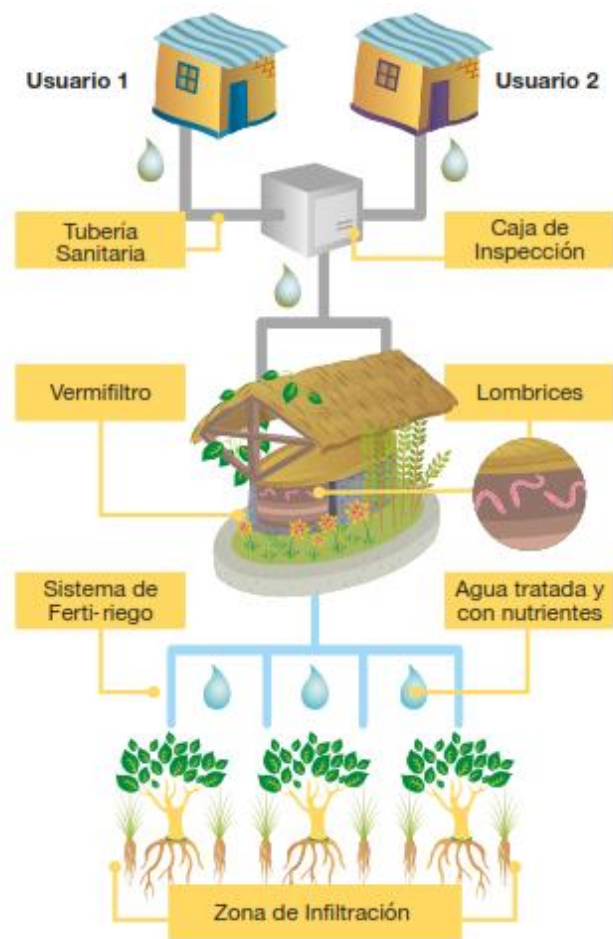 Usuario 1
Usuario 2
Tubería
Sanitaria
Caja de
Inspección
Vermifiltro
Lombrices
Sistema de
Ferti-riego
Agua tratada y
con nutrientes
Zona de Infiltración